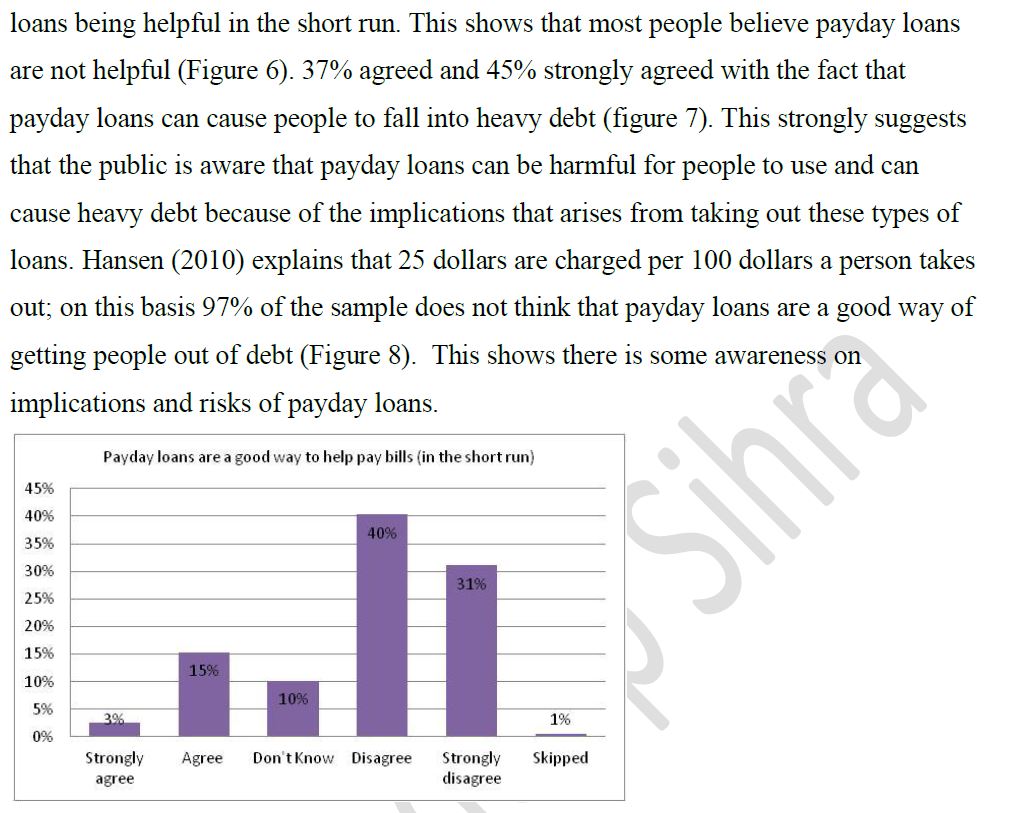 loans being helpful in the short run. This shows that most people believe payday loans
are not helpful (Figure 6). 37% agreed and 45% strongly agreed with the fact that
payday loans can cause people to fall into heavy debt (figure 7). This strongly suggests
that the public is aware that payday loans can be harmful for people to use and can
cause heavy debt because of the implications that arises from taking out these types of
loans. Hansen (2010) explains that 25 dollars are charged per 100 dollars a person takes
out; on this basis 97% of the sample does not think that payday loans are a good way of
getting people out of debt (Figure 8). This shows there is some awareness on
implications and risks of payday loans.
Payday loans are a good way to help pay bills (in the short run)
45%
40%
35%
30%
25%
20%
15%
10%
5%
0%
3%
15%
10%
40%
31%
1%
Strongly
agree
Agree
Don't Know
Disagree
Strongly
disagree
Skipped
Sihra